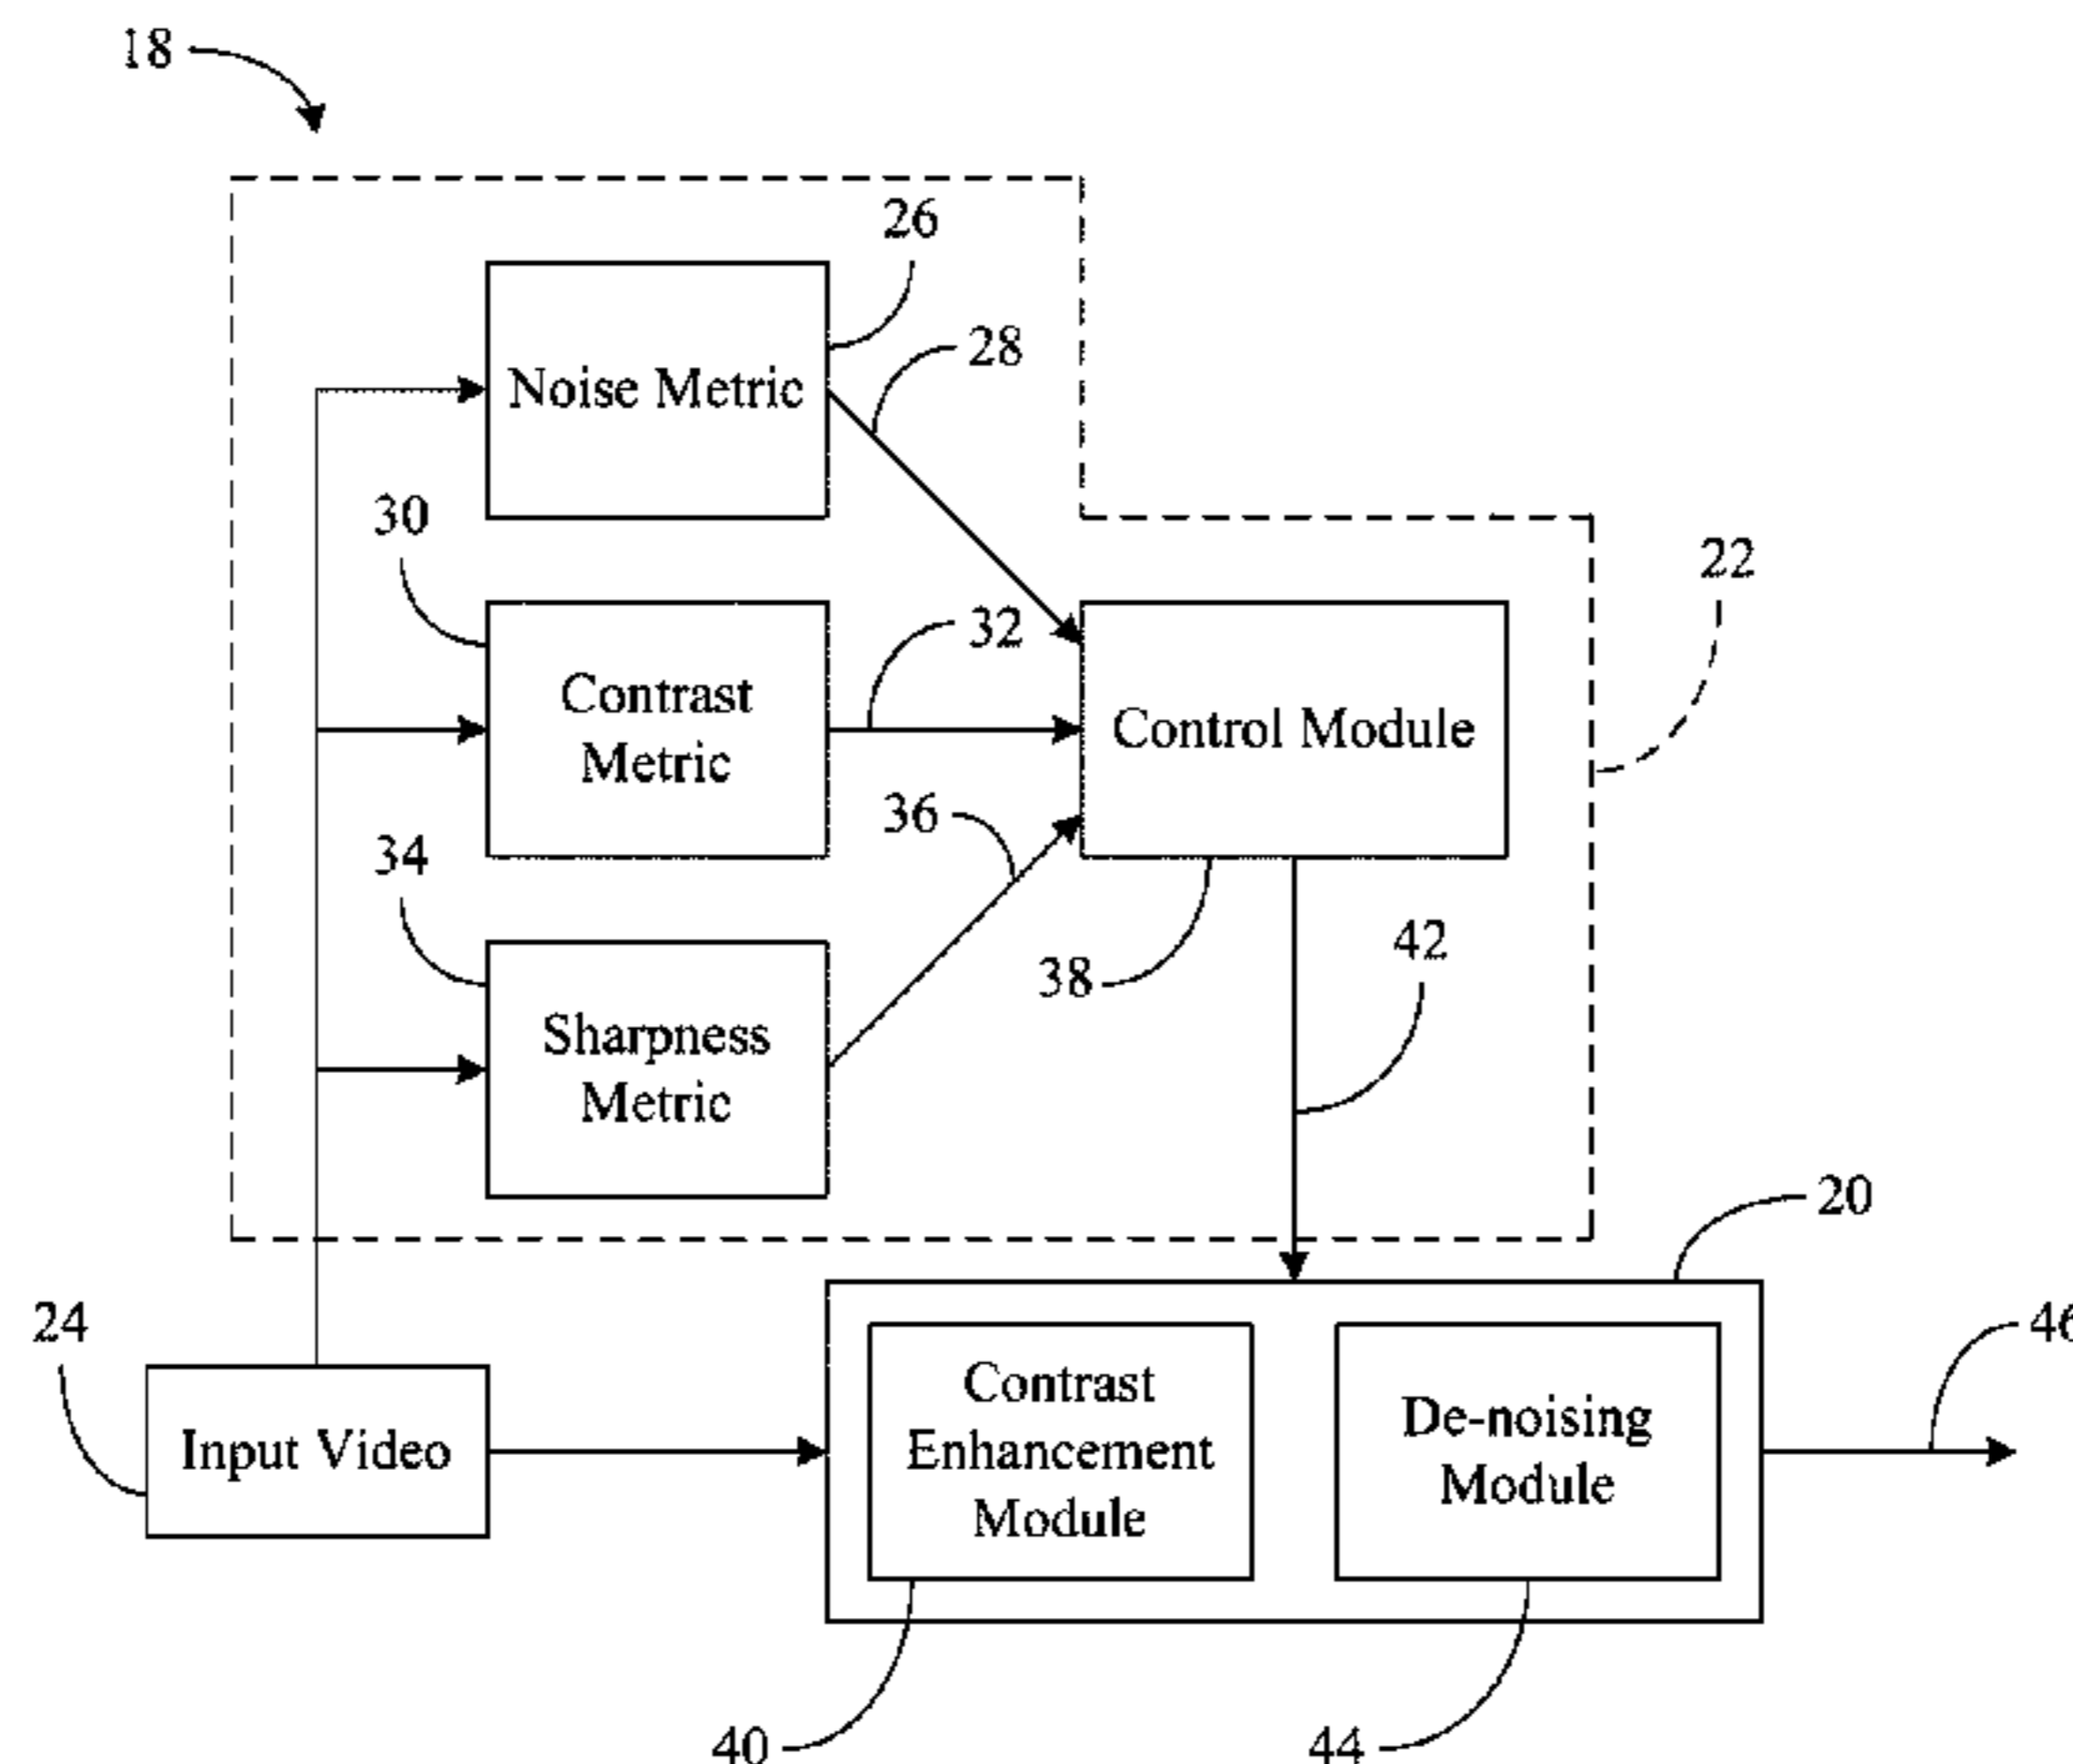 18
26
Noise Metric
28
30
22
32
Contrast
Metric
Control Module
36
34
42
38
Sharpness
Metric
20
24
46
Contrast
Enhancement
Module
De-noising
Module
Input Video
40
44